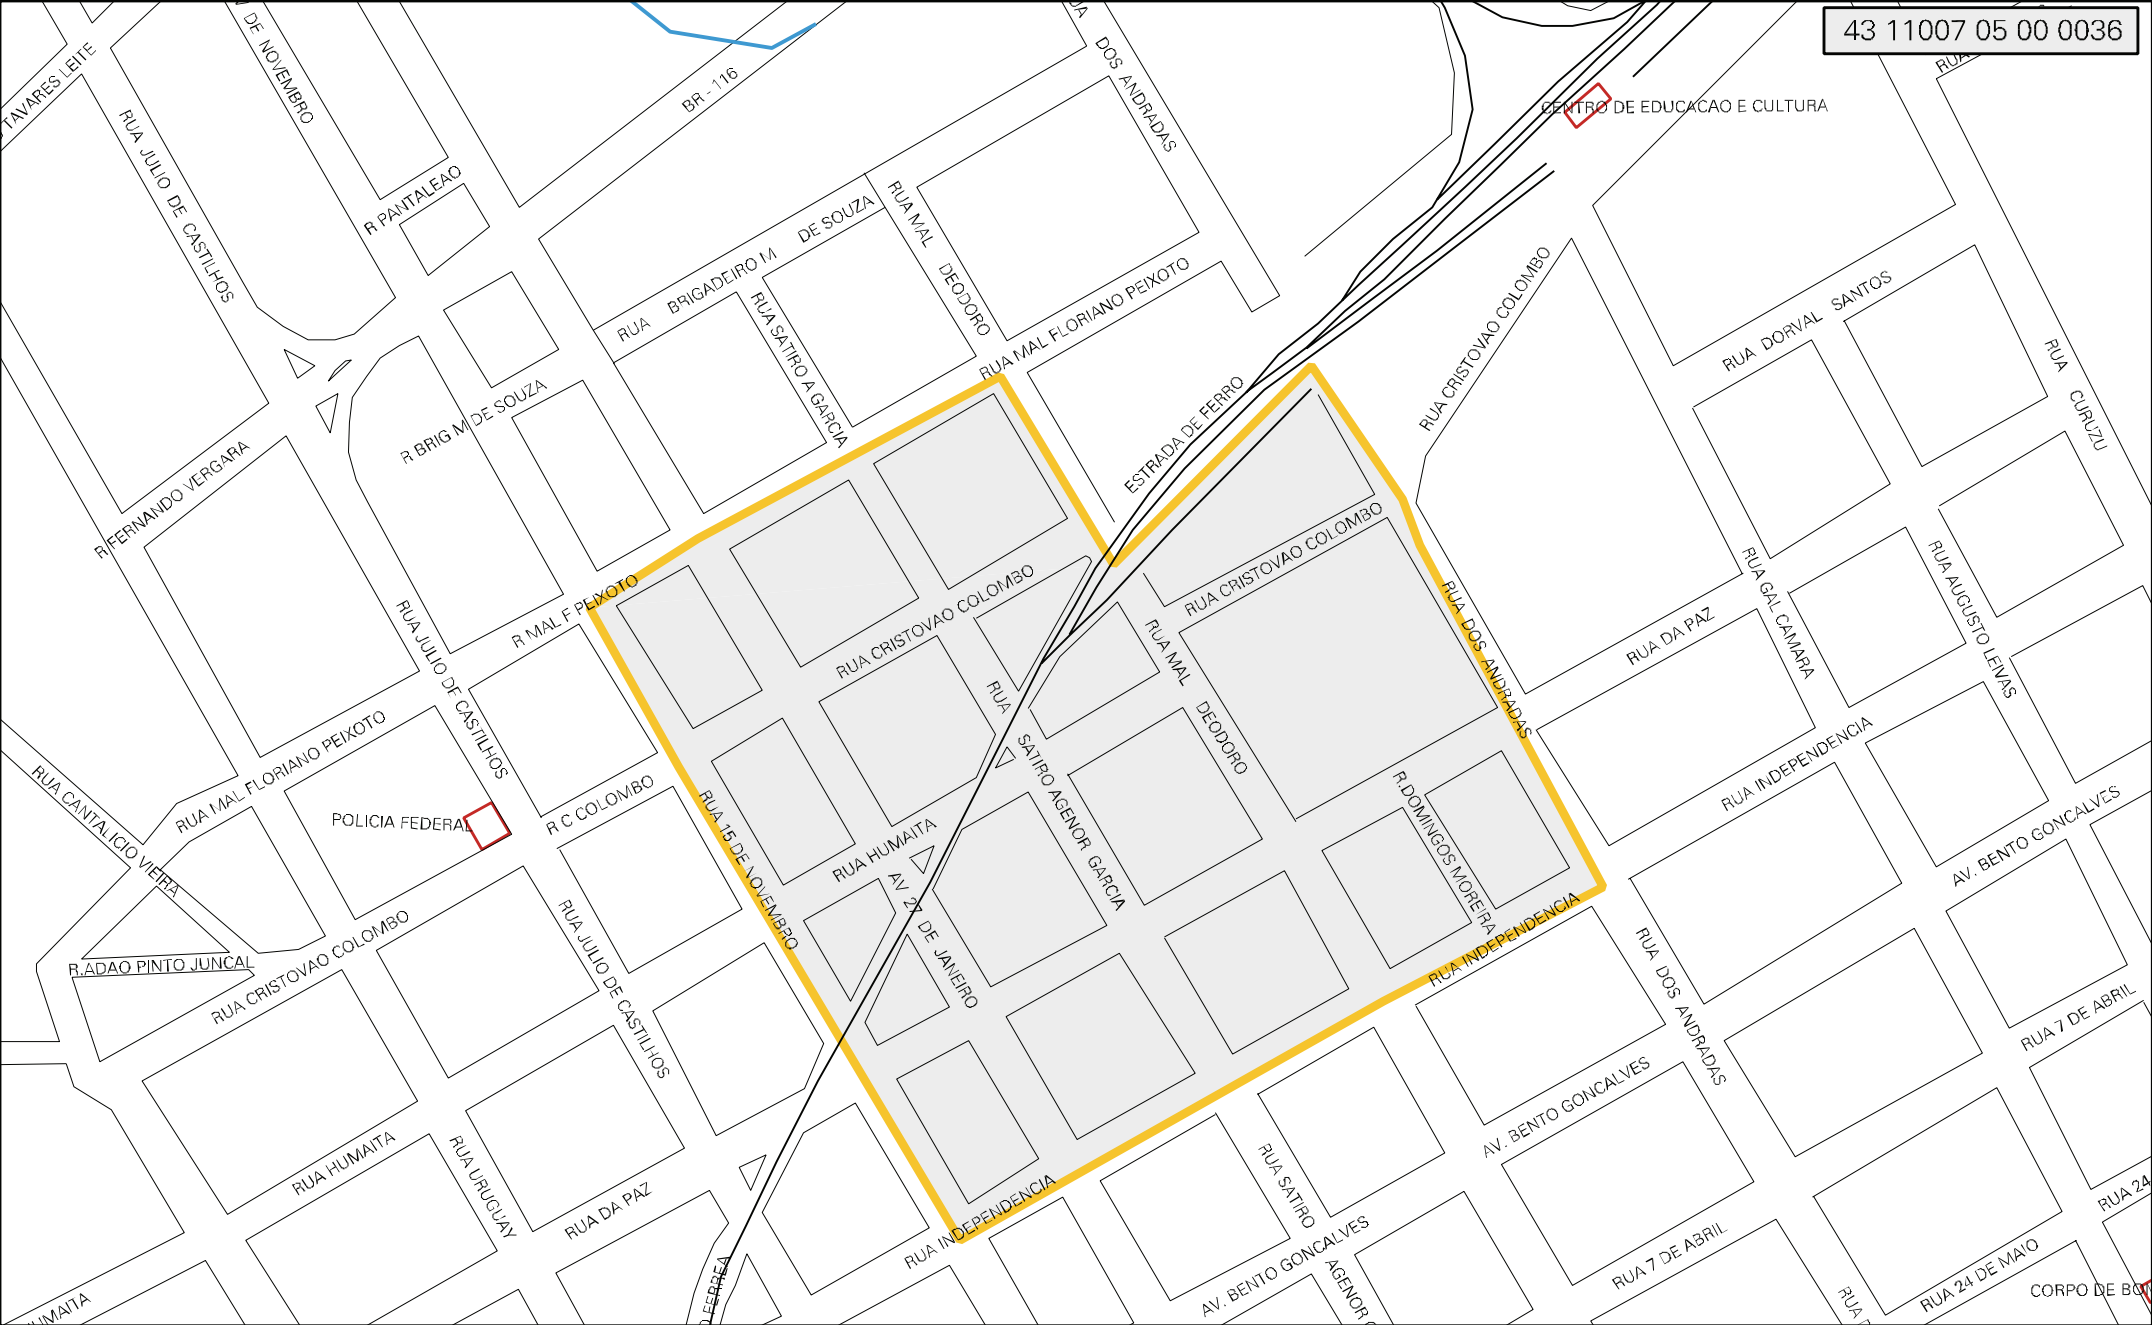 43 11007 05 00 0036
TAVARES LEITE
DE NOVEMBRO
RUA JULIO DE CASTILHOS
R PANTALEAO
BR - 116
DOS ANDRADAS
CENTRO DE EDUCACAO E CULTURA
RUA
RUA BRIGADEIRO M DE SOUZA
RUA MAL DEODORO
RUA SATIRO A GARCIA
RUA MAL FLORIANO PEIXOTO
RUA CRISTOVAO COLOMBO
RUA DORVAL SANTOS
RUA CURUZU
R BRIG M DE SOUZA
R FERNANDO VERGARA
ESTRADA DE FERRO
R MAL F PEIXOTO
RUA JULIO DE CASTILHOS
RUA CRISTOVAO COLOMBO
RUA CRISTOVAO COLOMBO
RUA DOS ANDRADAS
RUA GAL CAMARA
RUA AUGUSTO LEIVAS
RUA DA PAZ
RUA MAL DEODORO
RUA SATIRO AGENOR GARCIA
RUA MAL FLORIANO PEIXOTO
RUA CANTALICIO VIEIRA
POLICIA FEDERAL
R C COLOMBO
RUA 15 DE NOVEMBRO
RUA HUMAITA
AV 27 DE JANEIRO
R.DOMINGOS MOREIRA
RUA INDEPENDENCIA
AV. BENTO GONCALVES
RUA INDEPENDENCIA
R.ADAO PINTO JUNCAL
RUA CRISTOVAO COLOMBO
RUA JULIO DE CASTILHOS
RUA DOS ANDRADAS
RUA 7 DE ABRIL
RUA HUMAITA
RUA URUGUAY
RUA DA PAZ
RUA INDEPENDENCIA
RUA SATIRO AGENOR
AV. BENTO GONCALVES
AV. BENTO GONCALVES
RUA 7 DE ABRIL
RUA 24 DE MAIO
RUA 24
RUA
CORPO DE BOM
FERREA
UMAITA